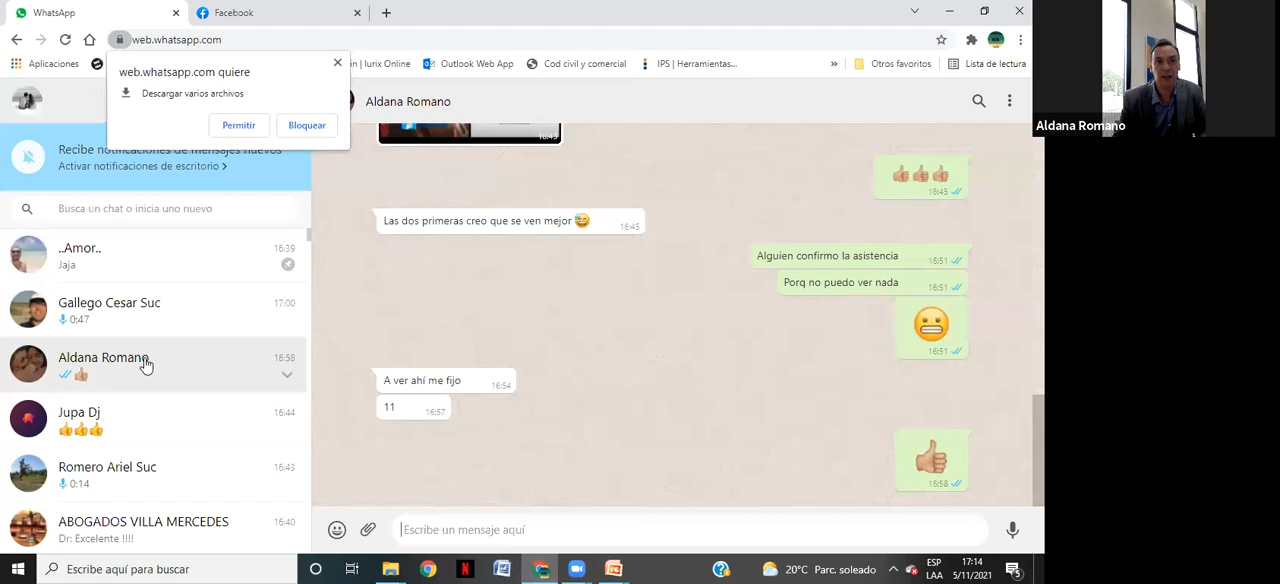 WhatsApp
Facebook
web.whatsapp.com
Aplicaciones
n | Iurix Online
Outlook Web App
Cod civil y comercial
IPS | Herramientas...
»
Otros favoritos
Lista de lectura
web.whatsapp.com quiere
Descargar varios archivos
Permitir
Bloquear
Recibe notificaciones de mensajes nuevos
Activar notificaciones de escritorio >
Busca un chat o inicia uno nuevo
..Amor..
16:39
Jaja
Gallego Cesar Suc
17:00
0:47
Aldana Romano
16:58
👍🏼
Jupa Dj
16:44
👍👍👍
Romero Ariel Suc
16:43
0:14
ABOGADOS VILLA MERCEDES
16:40
Dr: Excelente !!!!
Aldana Romano
16:43
👍🏼👍🏼👍🏼
16:45
Las dos primeras creo que se ven mejor 😅
16:45
Alguien confirmo la asistencia
16:51
Porq no puedo ver nada
16:51
😬
16:51
A ver ahí me fijo
16:54
11
16:57
👍🏼
16:58
Escribe un mensaje aquí
Aldana Romano
Escribe aquí para buscar
20°C Parc. soleado
ESP
LAA
17:14
5/11/2021
5